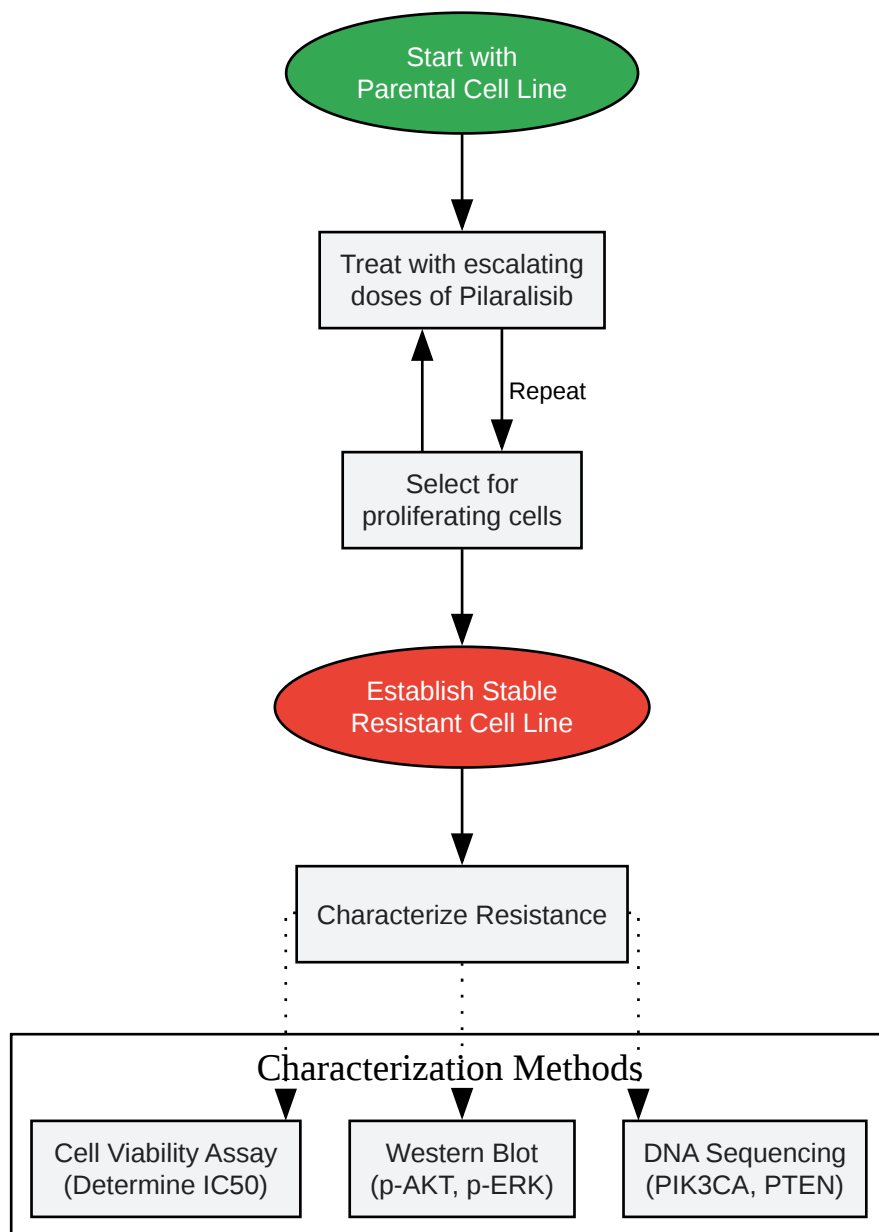 Start with
Parental Cell Line
Treat with escalating
doses of Pilaralisib
Repeat
Select for
proliferating cells
Establish Stable
Resistant Cell Line
Characterize Resistance
Characterization Methods
Cell Viability Assay
(Determine IC50)
Western Blot
(p-AKT, p-ERK)
DNA Sequencing
(PIK3CA, PTEN)